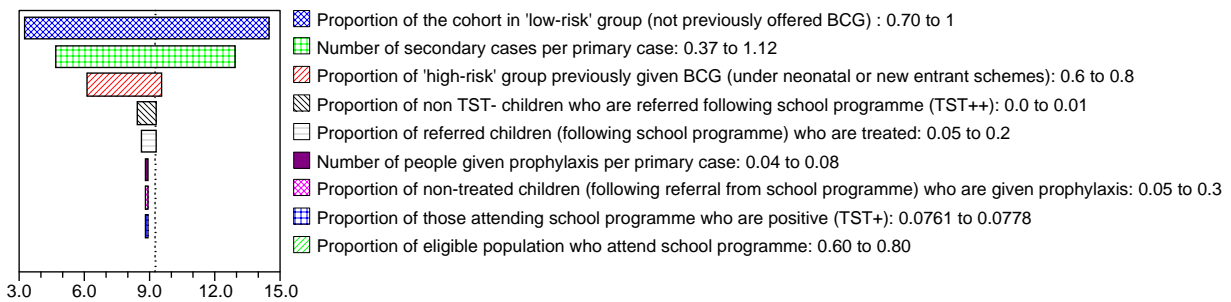 Proportion of the cohort in 'low-risk' group (not previously offered BCG) : 0.70 to 1
Number of secondary cases per primary case: 0.37 to 1.12
Proportion of 'high-risk' group previously given BCG (under neonatal or new entrant schemes): 0.6 to 0.8
Proportion of non TST- children who are referred following school programme (TST++): 0.0 to 0.01
Proportion of referred children (following school programme) who are treated: 0.05 to 0.2
Number of people given prophylaxis per primary case: 0.04 to 0.08
Proportion of non-treated children (following referral from school programme) who are given prophylaxis: 0.05 to 0.3
Proportion of those attending school programme who are positive (TST+): 0.0761 to 0.0778
Proportion of eligible population who attend school programme: 0.60 to 0.80
3.0 6.0 9.0 12.0 15.0